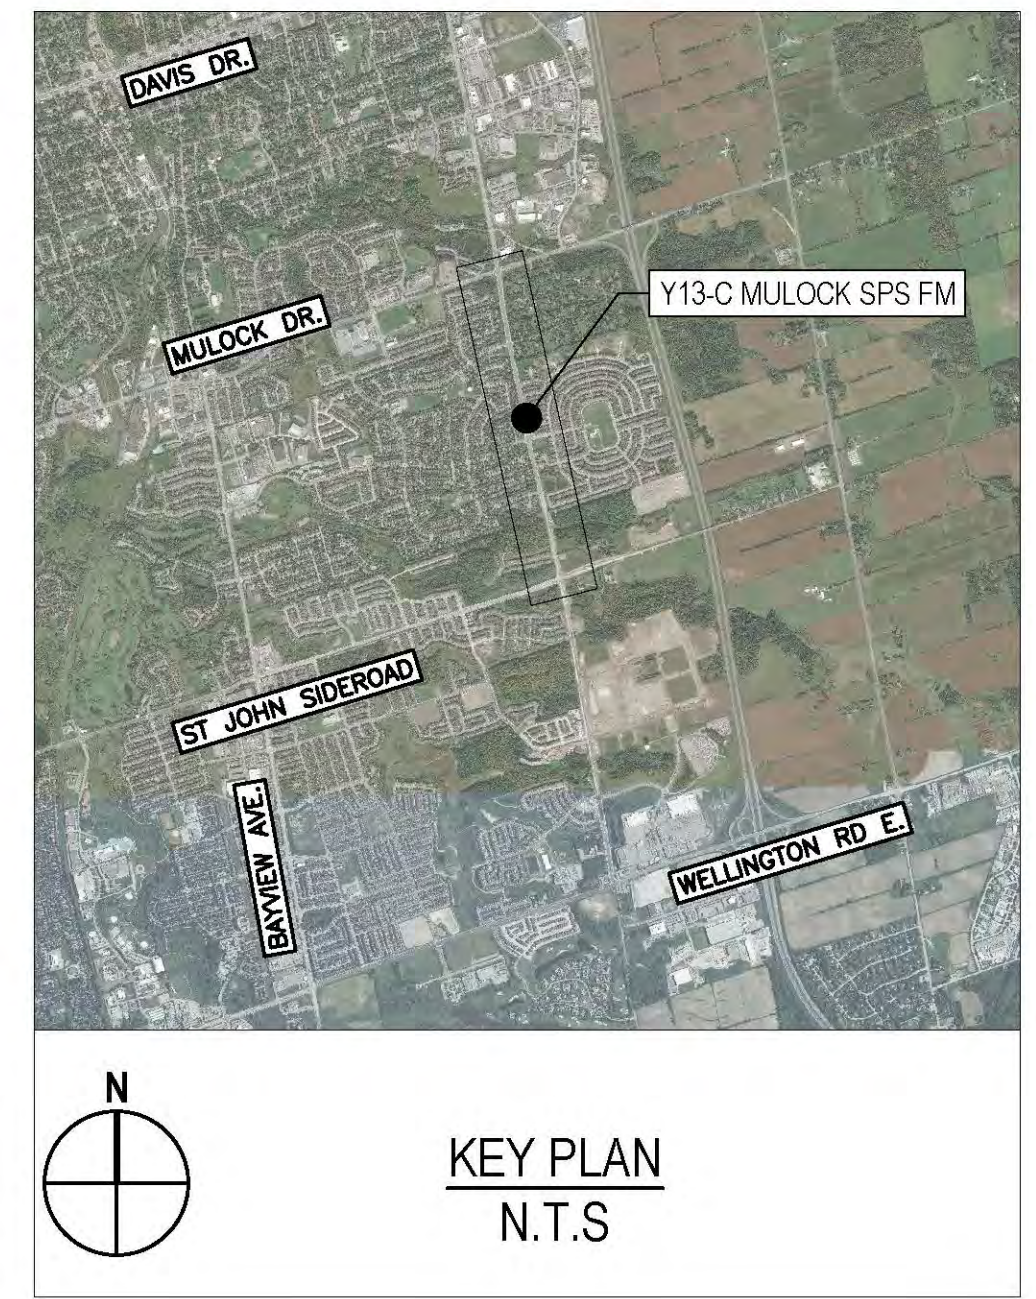 DAVIS DR.
Y13-C MULOCK SPS FM
MULOCK DR.
ST JOHN SIDEROAD
BAYVIEW AVE.
WELLINGTON RD E.
N
KEY PLAN
N.T.S